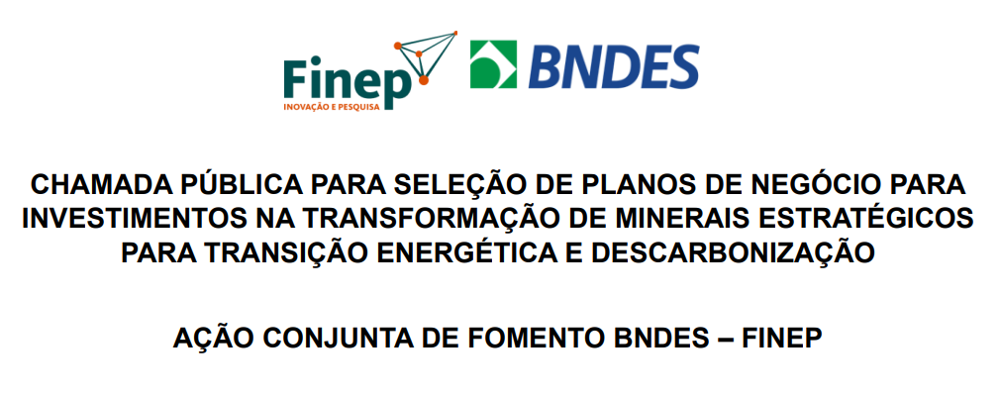 Finep
INOVAÇÃO E PESQUISA
BNDES
CHAMADA PÚBLICA PARA SELEÇÃO DE PLANOS DE NEGÓCIO PARA
INVESTIMENTOS NA TRANSFORMAÇÃO DE MINERAIS ESTRATÉGICOS
PARA TRANSIÇÃO ENERGÉTICA E DESCARBONIZAÇÃO
AÇÃO CONJUNTA DE FOMENTO BNDES – FINEP